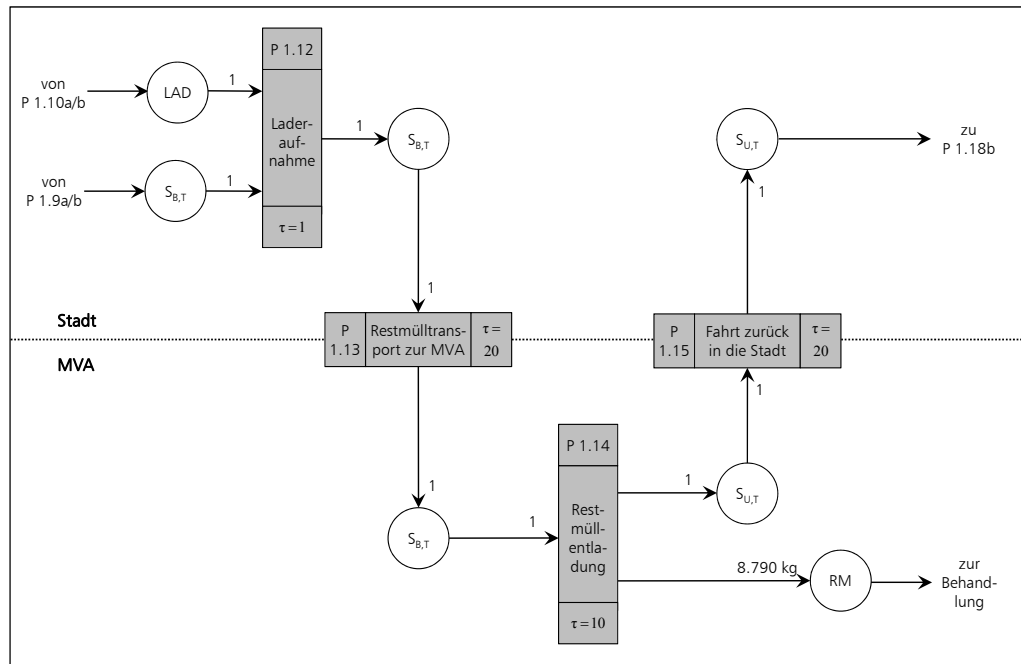 P 1.12
von
P 1.10a/b
LAD
1
Lader-
auf-
nahme
1
S_B,T
S_U,T
zu
P 1.18b
von
P 1.9a/b
S_B,T
1
τ=1
1
1
Stadt
P
1.13
Restmülltrans-
port zur MVA
τ=
20
P
1.15
Fahrt zurück
in die Stadt
τ=
20
MVA
1
P 1.14
1
S_B,T
1
Rest-
müll-
entla-
dung
1
S_U,T
8.790 kg
RM
zur
Behand-
lung
τ=10